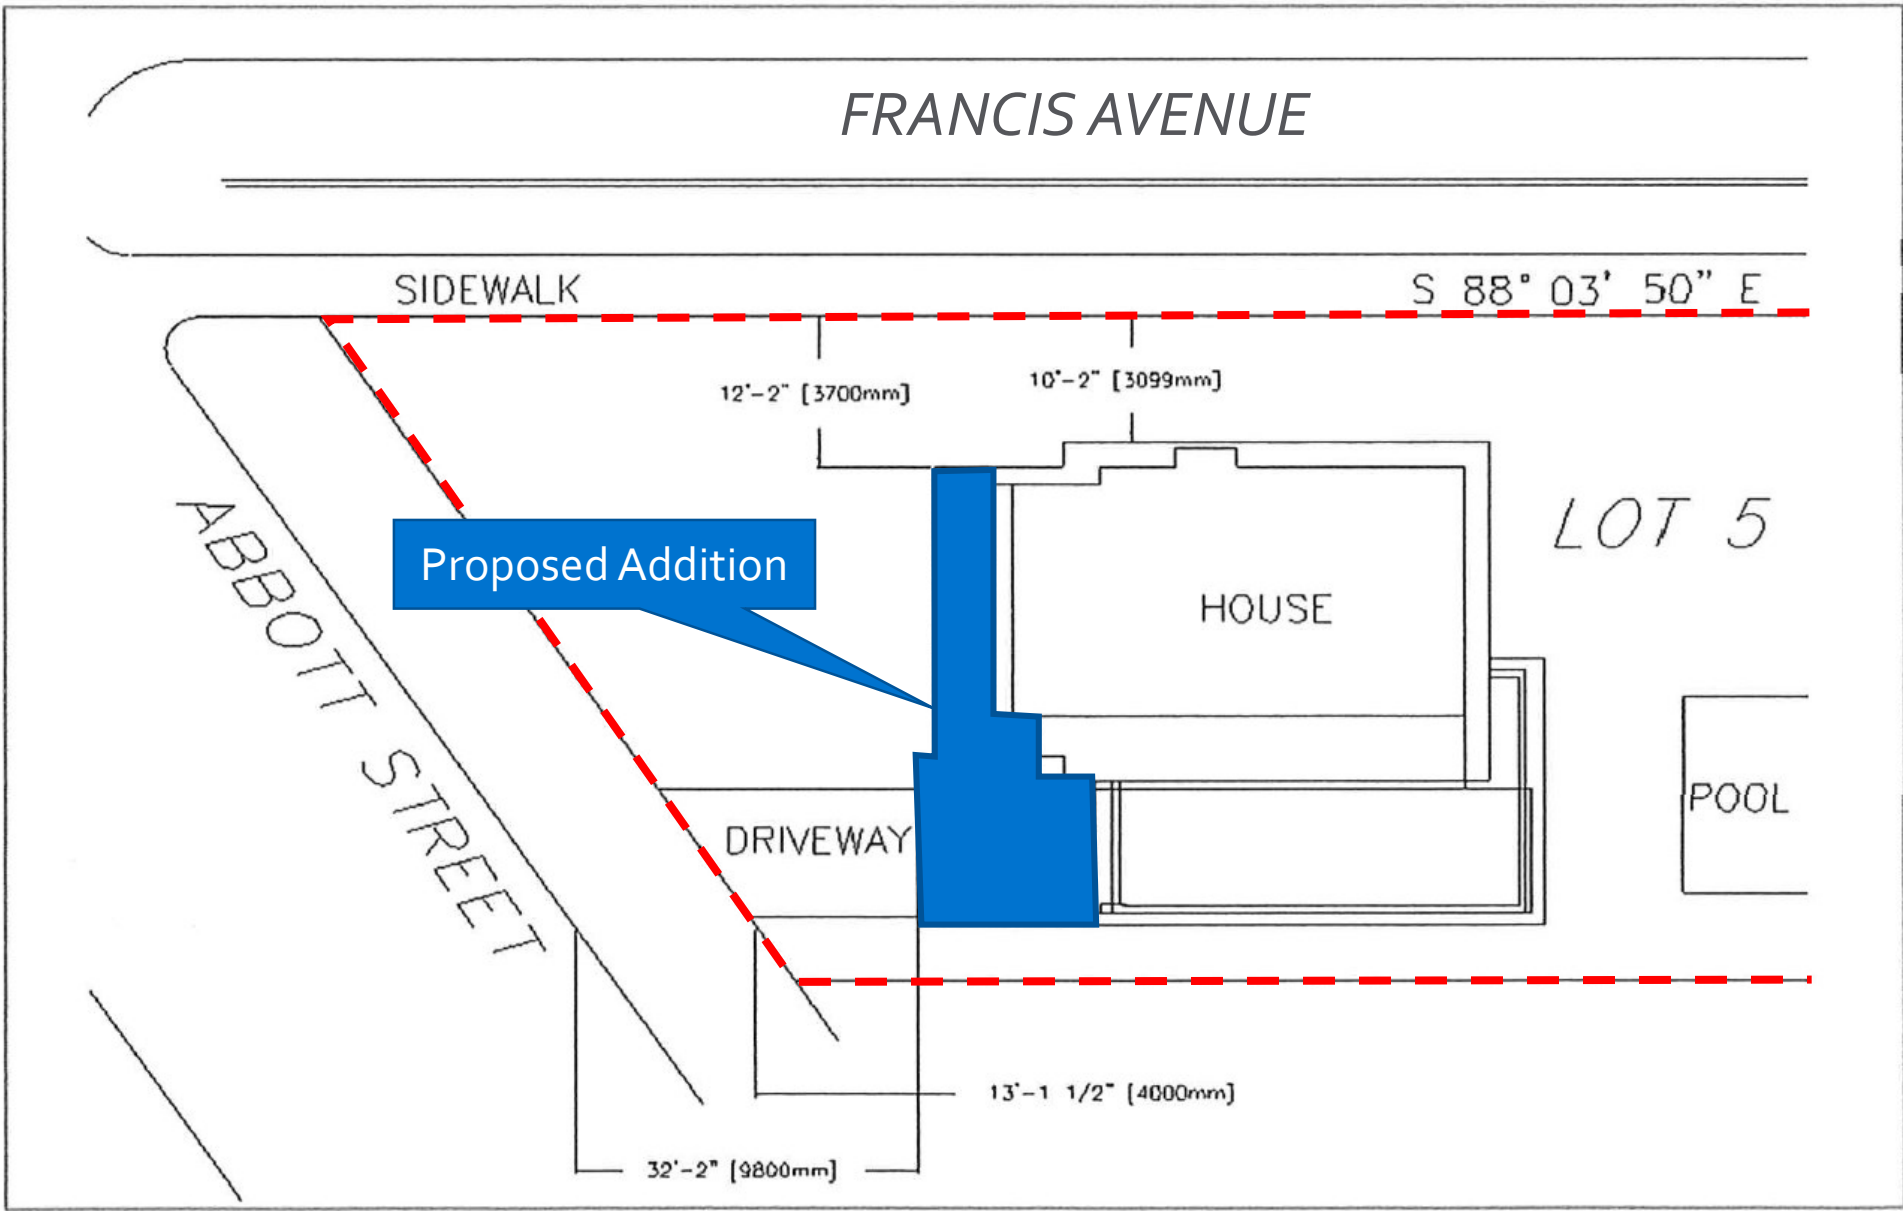 FRANCIS AVENUE
SIDEWALK
S 88° 03' 50" E
12'-2" [3700mm]
10'-2" [3099mm]
LOT 5
Proposed Addition
HOUSE
ABBOTT STREET
POOL
DRIVEWAY
13'-1 1/2" [4000mm]
32'-2" [9800mm]